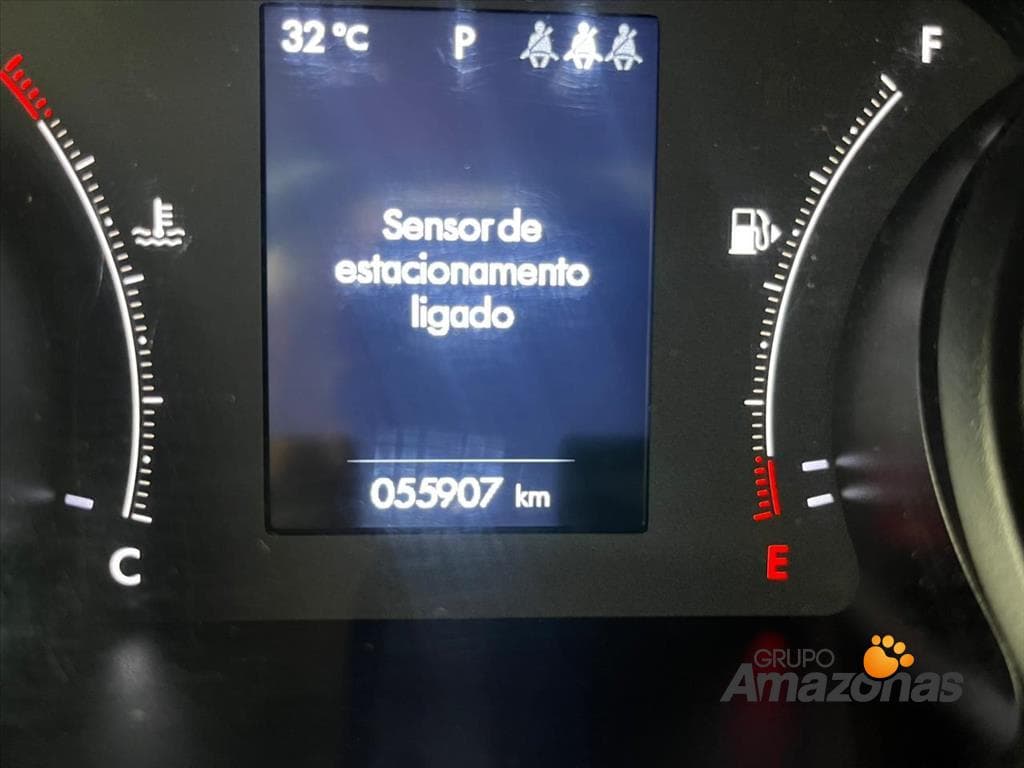 32 °C P
F
Sensor de
estacionamento
ligado
055907 km
C
E
GRUPO
Amazonas